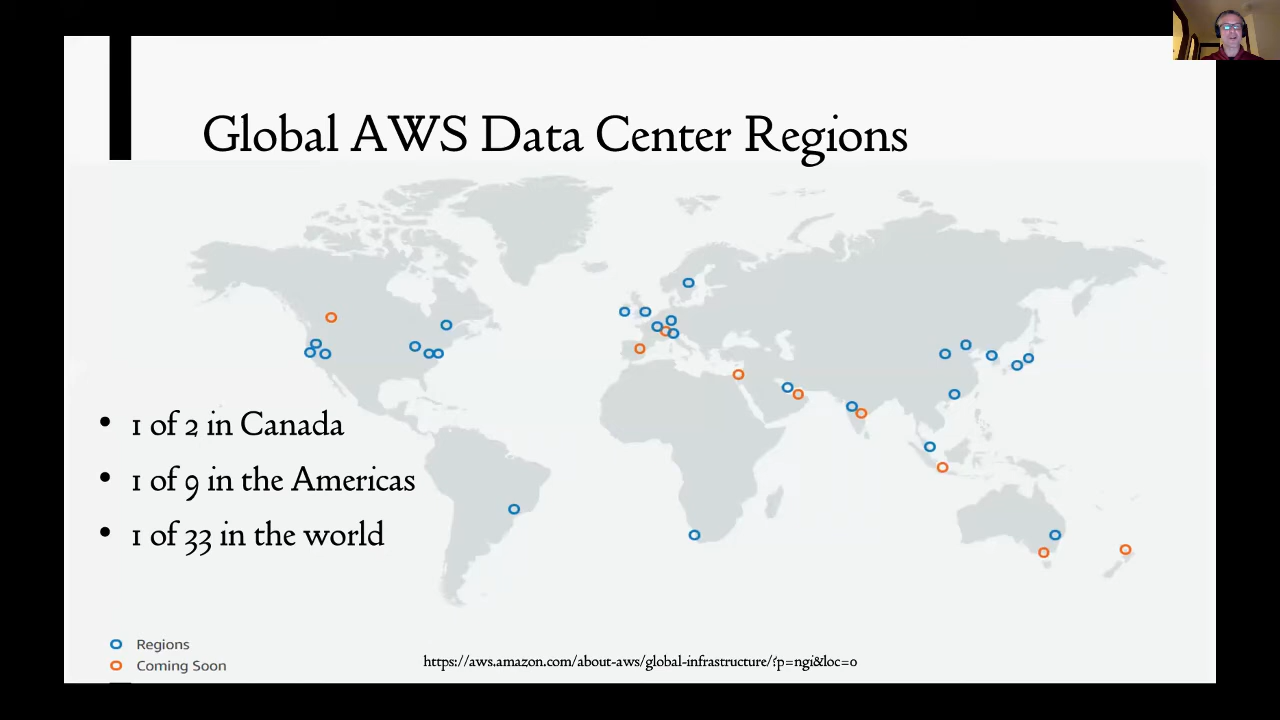 Global AWS Data Center Regions
• 1 of 2 in Canada
• 1 of 9 in the Americas
• 1 of 33 in the world
Regions
Coming Soon
https://aws.amazon.com/about-aws/global-infrastructure/?p=ngi&loc=0